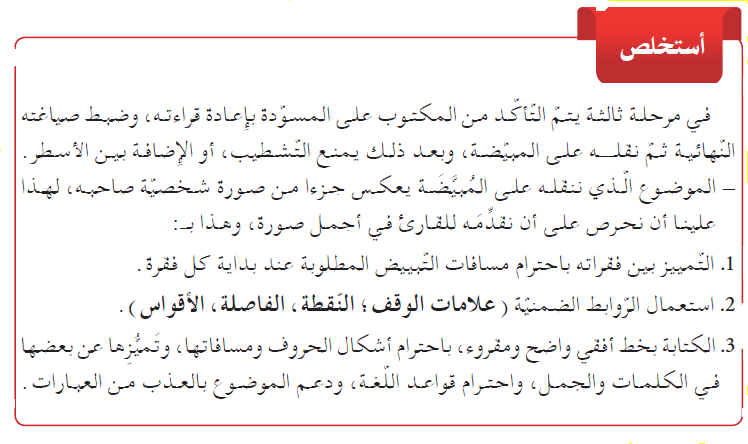 أستخلص
في مرحلة ثالثة يتمّ التّأكّد من المكتوب على المسوّدة بإعادة قراءته، وضبط صياغته
النّهائية ثمّ نقلـــه على المبيّضة، وبعد ذلك يمنع التّشطيب، أو الإضافة بين الأسطر.
– الموضوع الّذي ننقله على المُبيَّضَة يعكس جزءا من صورة شخصيّة صاحبه، لهذا
علينا أن نحرص على أن نقدِّمَه للقارئ في أجمل صورة، وهذا بـ:
1. التّمييز بين فقراته باحترام مسافات التّبييض المطلوبة عند بداية كل فقرة.
2. استعمال الرّوابط الضمنيّة (علامات الوقف؛ النّقطة، الفاصلة، الأقواس).
3. الكتابة بخط أفقي واضح ومقروء، باحترام أشكال الحروف ومسافاتها، وتَميُّزِها عن بعضها
في الكلمات والجمل، واحترام قواعد اللّغة، ودعم الموضوع بالعذب من العبارات.